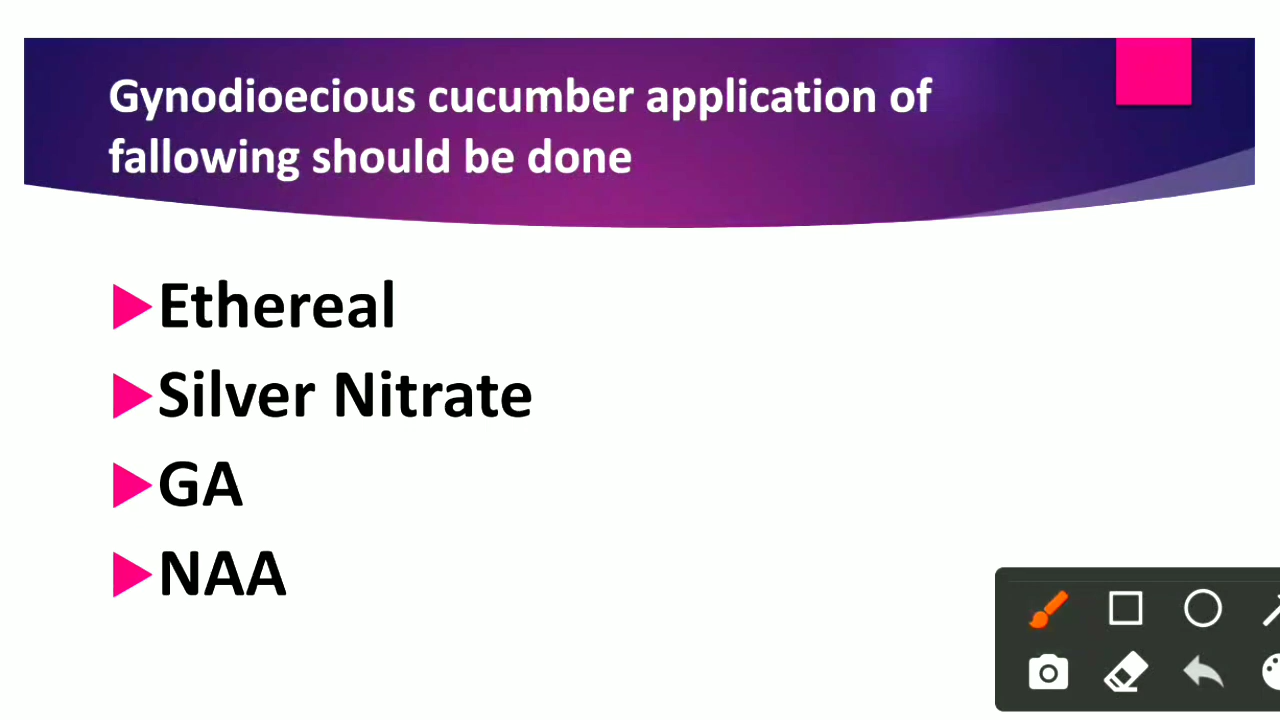 Gynodioecious cucumber application of
fallowing should be done
Ethereal
Silver Nitrate
GA
NAA